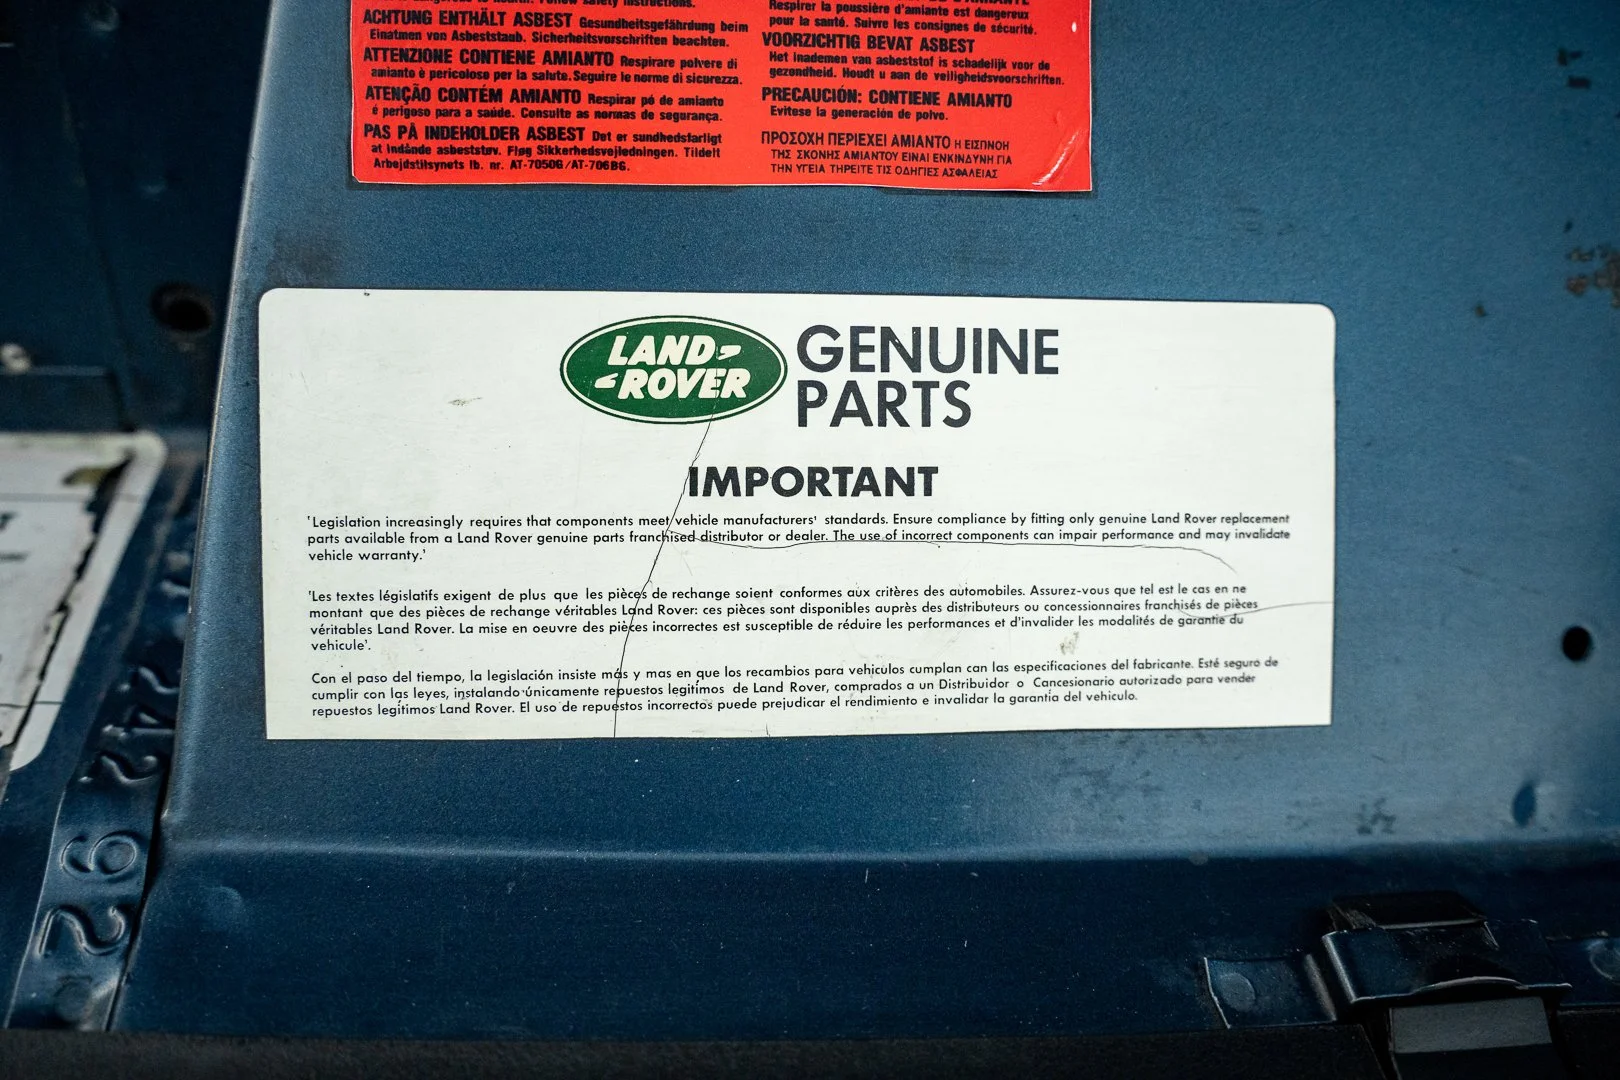 ACHTUNG ENTHÄLT ASBEST Gesundheitsgefährdung beim
Einatmen von Asbeststaub. Sicherheitsvorschriften beachten.
ATTENZIONE CONTIENE AMIANTO Respirare polvere di
amianto è pericoloso per la salute. Seguire le norme di sicurezza.
ATENÇÃO CONTÉM AMIANTO Respirar pó de amianto
é perigoso para a saúde. Consulte as normas de segurança.
PAS PÅ INDEHOLDER ASBEST Det er sundhedsfarligt
at indånde asbeststøv. Følg Sikkerhedsvejledningen. Tildelt
Arbejdstilsynets lb. nr. AT-70506/AT-70686.
Respirer la poussière d'amiante est dangereux
pour la santé. Suivre les consignes de sécurité.
VOORZICHTIG BEVAT ASBEST
Het inademen van asbeststof is schadelijk voor de
gezondheid. Houdt u aan de veiligheidsvoorschriften.
PRECAUCIÓN: CONTIENE AMIANTO
Evitese la generación de polvo.
ΠΡΟΣΟΧΗ ΠΕΡΙΕΧΕΙ ΑΜΙΑΝΤΟ Η ΕΙΣΠΝΟΗ
ΤΗΣ ΣΚΟΝΗΣ ΑΜΙΑΝΤΟΥ ΕΙΝΑΙ ΕΝΚΙΝΔΥΝΗ ΓΙΑ
ΤΗΝ ΥΓΕΙΑ ΤΗΡΕΙΤΕ ΤΙΣ ΟΔΗΓΙΕΣ ΑΣΦΑΛΕΙΑΣ
LAND
ROVER
GENUINE
PARTS
IMPORTANT
'Legislation increasingly requires that components meet vehicle manufacturers' standards. Ensure compliance by fitting only genuine Land Rover replacement
parts available from a Land Rover genuine parts franchised distributor or dealer. The use of incorrect components can impair performance and may invalidate
vehicle warranty.'
'Les textes législatifs exigent de plus que les pièces de rechange soient conformes aux critères des automobiles. Assurez-vous que tel est le cas en ne
montant que des pièces de rechange véritables Land Rover: ces pièces sont disponibles auprès des distributeurs ou concessionnaires franchisés de pièces
véritables Land Rover. La mise en oeuvre des pièces incorrectes est susceptible de réduire les performances et d'invalider les modalités de garantie du
vehicule'.
Con el paso del tiempo, la legislación insiste más y mas en que los recambios para vehiculos cumplan can las especificaciones del fabricante. Esté seguro de
cumplir con las leyes, instalando únicamente repuestos legitimos de Land Rover, comprados a un Distribuidor o Cancesionario autorizado para vender
repuestos legítimos Land Rover. El uso de repuestos incorrectos puede prejudicar el rendimiento e invalidar la garantía del vehiculo.